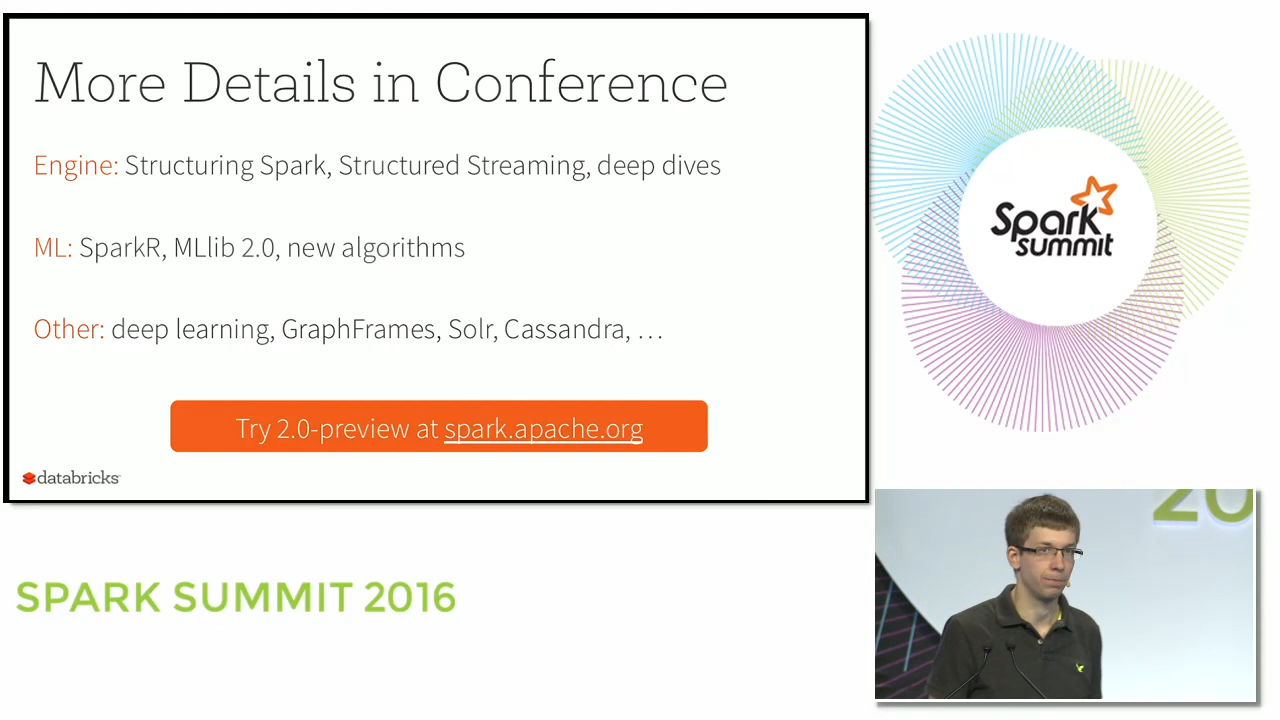 More Details in Conference
Engine: Structuring Spark, Structured Streaming, deep dives
ML: SparkR, MLlib 2.0, new algorithms
Other: deep learning, GraphFrames, Solr, Cassandra, …
Try 2.0-preview at spark.apache.org
databricks
Spark
summit
20
SPARK SUMMIT 2016